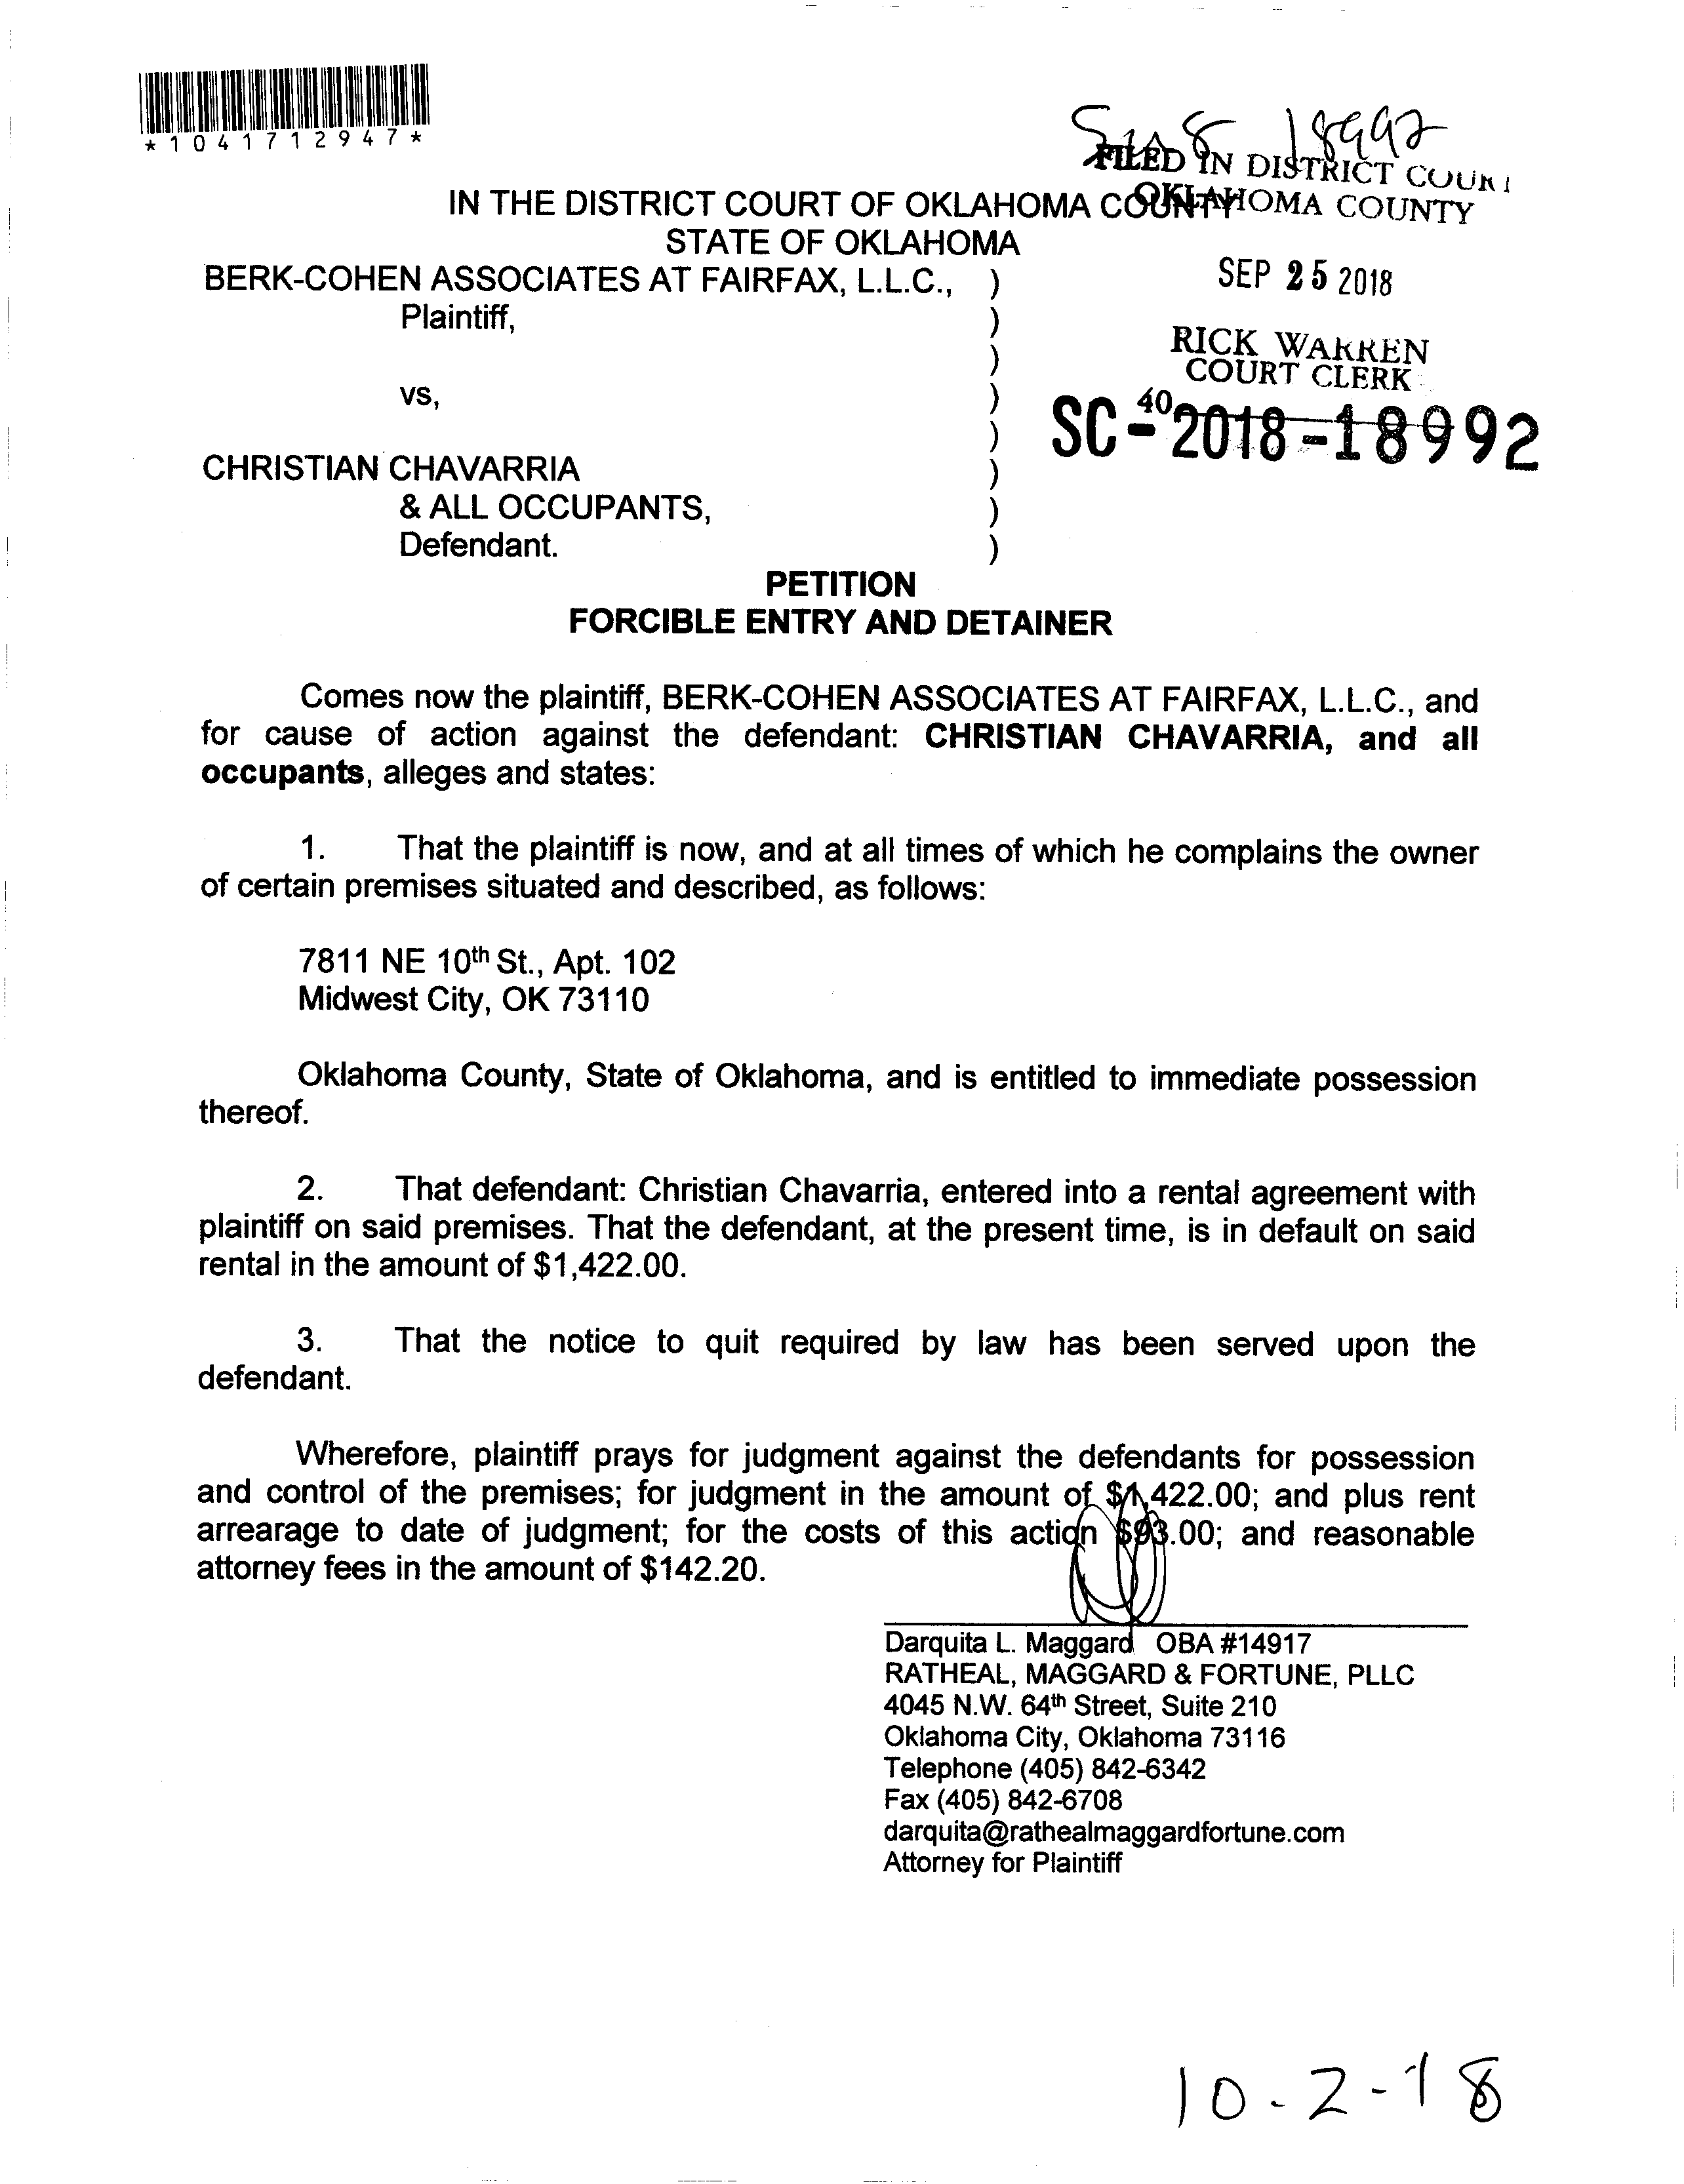 *1041712947*
18992
FILED IN DISTRICT COURT
OKLAHOMA COUNTY
IN THE DISTRICT COURT OF OKLAHOMA COUNTY
STATE OF OKLAHOMA
BERK-COHEN ASSOCIATES AT FAIRFAX, L.L.C., )
Plaintiff, )
)
vs, )
)
CHRISTIAN CHAVARRIA )
& ALL OCCUPANTS, )
Defendant. )
SEP 25 2018
RICK WARREN
COURT CLERK
40
SC-2018-18992
PETITION
FORCIBLE ENTRY AND DETAINER
Comes now the plaintiff, BERK-COHEN ASSOCIATES AT FAIRFAX, L.L.C., and
for cause of action against the defendant: CHRISTIAN CHAVARRIA, and all
occupants, alleges and states:
1. That the plaintiff is now, and at all times of which he complains the owner
of certain premises situated and described, as follows:
7811 NE 10th St., Apt. 102
Midwest City, OK 73110
Oklahoma County, State of Oklahoma, and is entitled to immediate possession
thereof.
2. That defendant: Christian Chavarria, entered into a rental agreement with
plaintiff on said premises. That the defendant, at the present time, is in default on said
rental in the amount of $1,422.00.
3. That the notice to quit required by law has been served upon the
defendant.
Wherefore, plaintiff prays for judgment against the defendants for possession
and control of the premises; for judgment in the amount of $1,422.00; and plus rent
arrearage to date of judgment; for the costs of this action $93.00; and reasonable
attorney fees in the amount of $142.20.
Darquita L. Maggard OBA #14917
RATHEAL, MAGGARD & FORTUNE, PLLC
4045 N.W. 64th Street, Suite 210
Oklahoma City, Oklahoma 73116
Telephone (405) 842-6342
Fax (405) 842-6708
darquita@rathealmaggardfortune.com
Attorney for Plaintiff
10-2-18